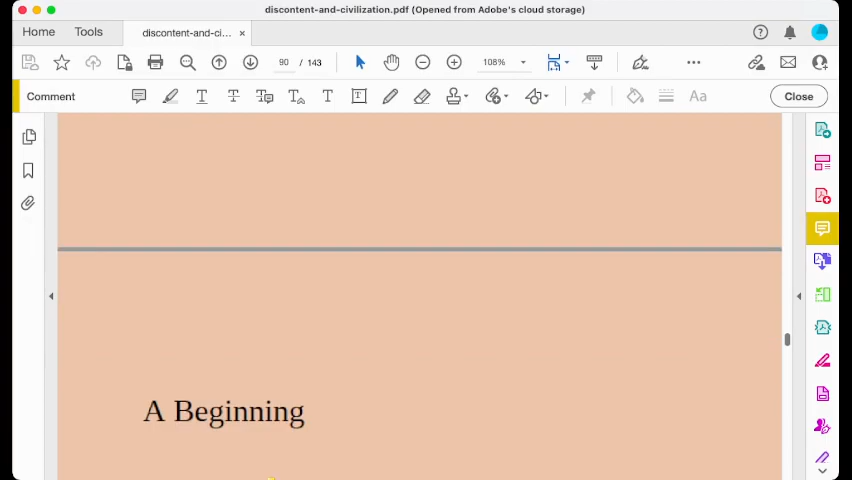 discontent-and-civilization.pdf (Opened from Adobe's cloud storage)
Home Tools discontent-and-ci... ×
90 / 143 108%
Comment Aa Close
A Beginning